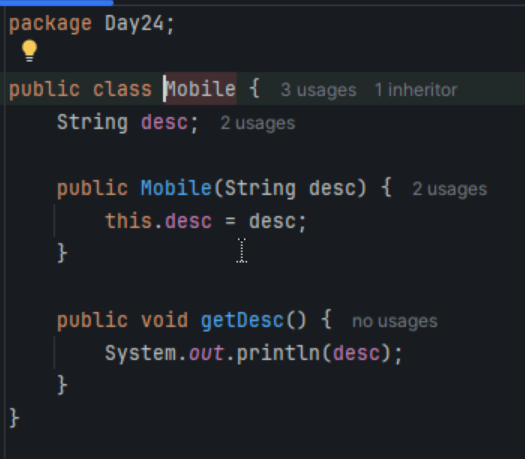 package Day24;
public class Mobile {  3 usages  1 inheritor
    String desc;  2 usages
    public Mobile(String desc) {  2 usages
        this.desc = desc;
    }
    public void getDesc() {  no usages
        System.out.println(desc);
    }
}